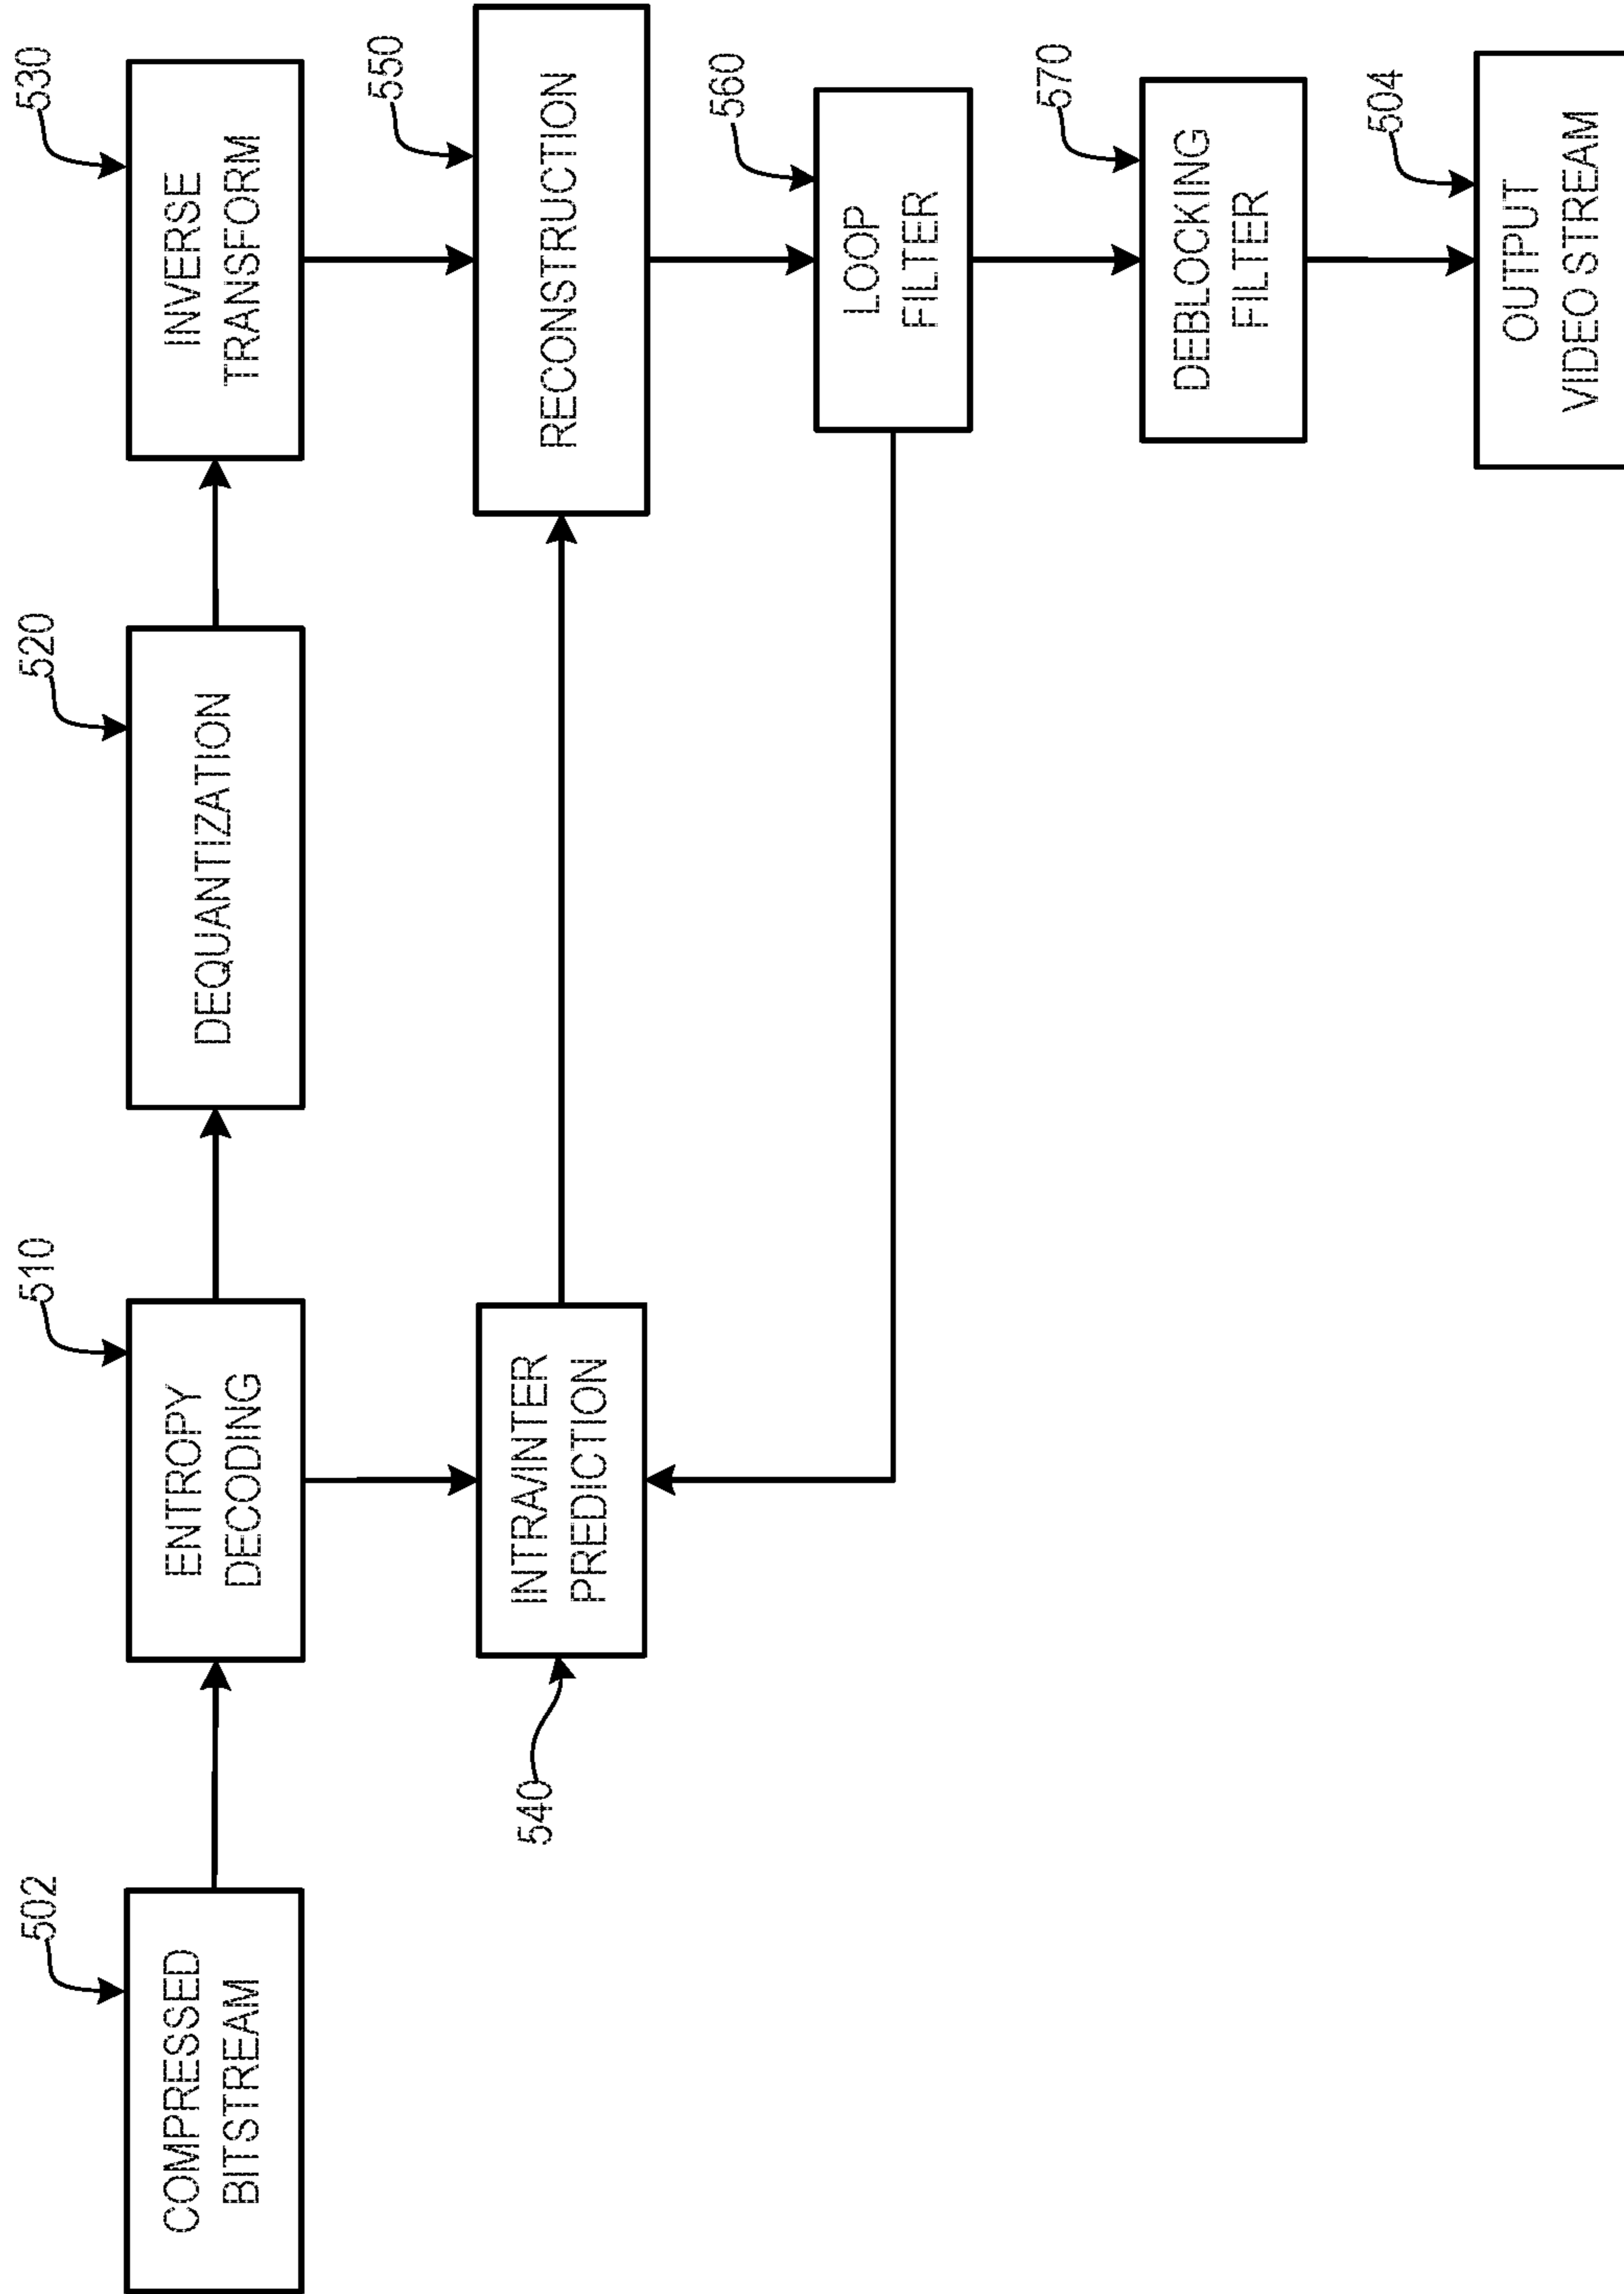 502
COMPRESSED
BITSTREAM
510
ENTROPY
DECODING
520
DEQUANTIZATION
530
INVERSE
TRANSFORM
540
INTRA/INTER
PREDICTION
550
RECONSTRUCTION
560
LOOP
FILTER
570
DEBLOCKING
FILTER
504
OUTPUT
VIDEO STREAM